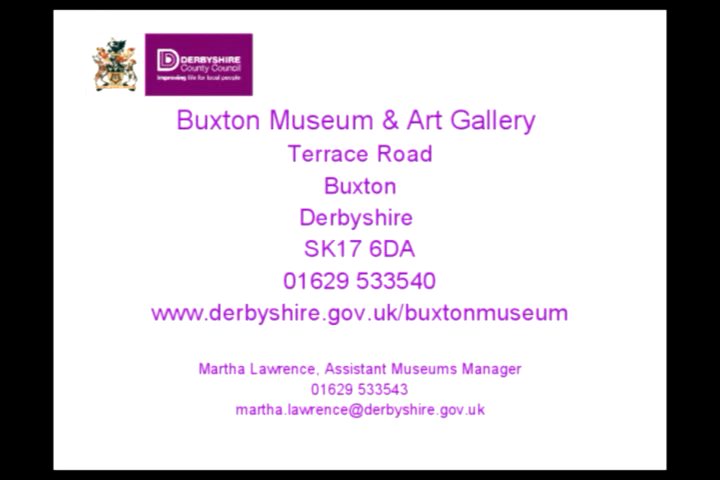 DERBYSHIRE
County Council
improving life for local people
Buxton Museum & Art Gallery
Terrace Road
Buxton
Derbyshire
SK17 6DA
01629 533540
www.derbyshire.gov.uk/buxtonmuseum
Martha Lawrence, Assistant Museums Manager
01629 533543
martha.lawrence@derbyshire.gov.uk